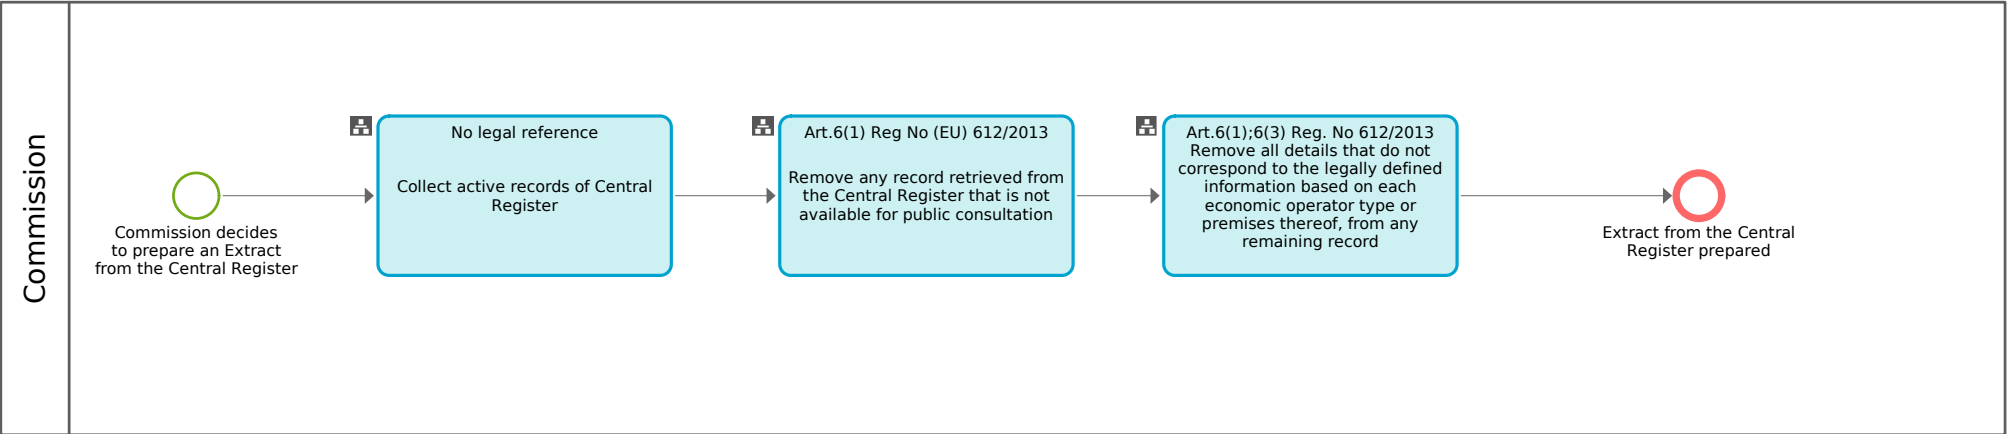 Commission
Commission decides
to prepare an Extract
from the Central Register
No legal reference
Collect active records of Central
Register
Art.6(1) Reg No (EU) 612/2013
Remove any record retrieved from
the Central Register that is not
available for public consultation
Art.6(1);6(3) Reg. No 612/2013
Remove all details that do not
correspond to the legally defined
information based on each
economic operator type or
premises thereof, from any
remaining record
Extract from the Central
Register prepared